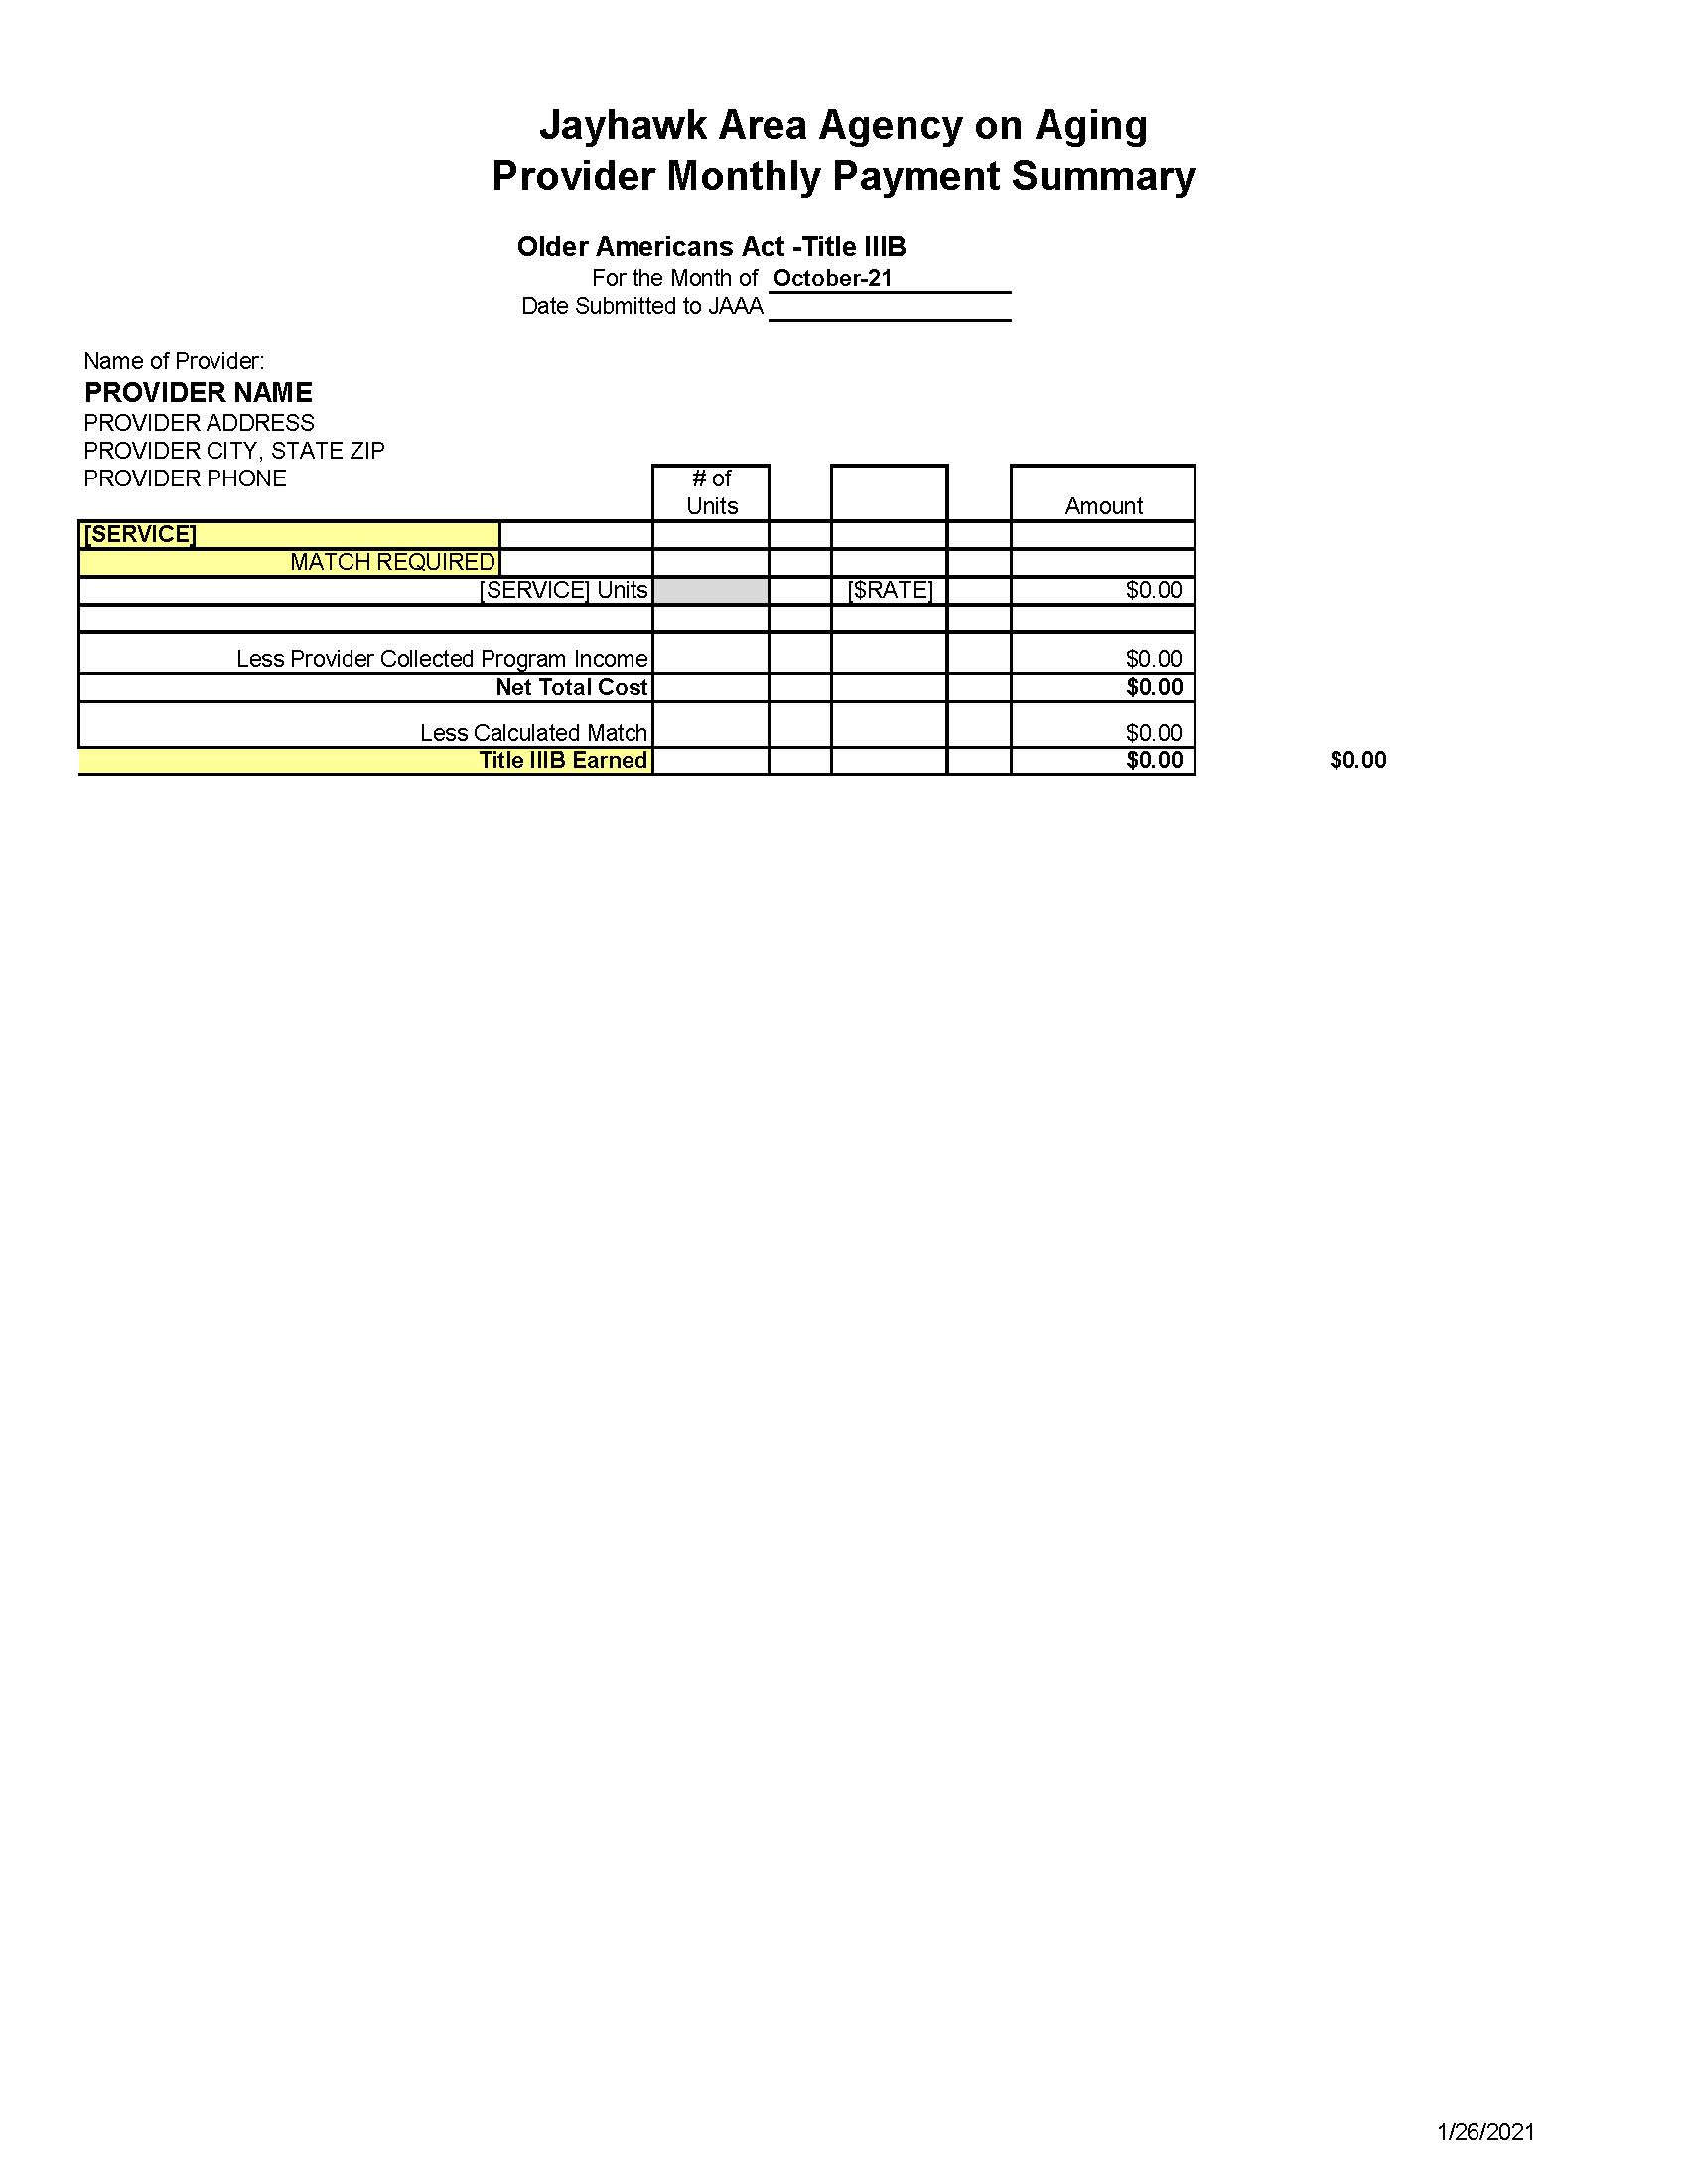 Jayhawk Area Agency on Aging
Provider Monthly Payment Summary
Older Americans Act -Title IIIB
For the Month of October-21
Date Submitted to JAAA
Name of Provider:
PROVIDER NAME
PROVIDER ADDRESS
PROVIDER CITY, STATE ZIP
PROVIDER PHONE
# of
Units
Amount
[SERVICE]
MATCH REQUIRED
[SERVICE] Units [$RATE] $0.00
Less Provider Collected Program Income $0.00
Net Total Cost $0.00
Less Calculated Match $0.00
Title IIIB Earned $0.00 $0.00
1/26/2021